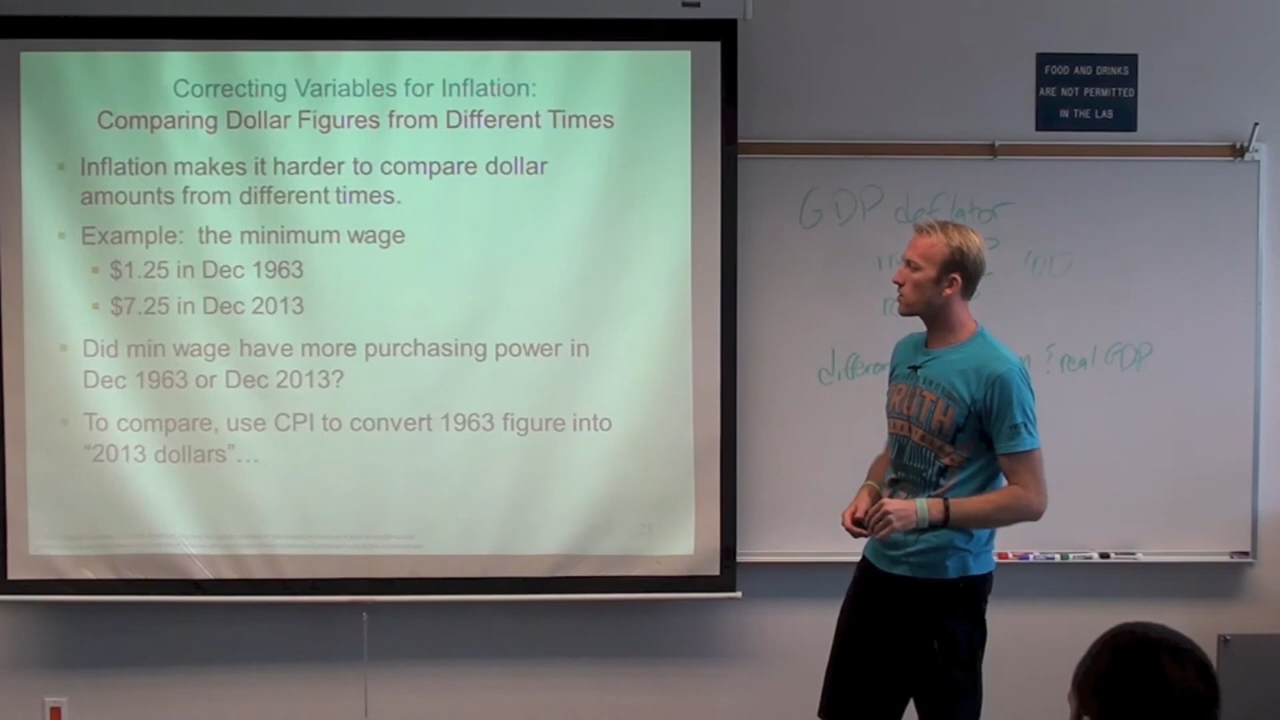 Correcting Variables for Inflation:
Comparing Dollar Figures from Different Times
Inflation makes it harder to compare dollar
amounts from different times.
Example: the minimum wage
$1.25 in Dec 1963
$7.25 in Dec 2013
Did min wage have more purchasing power in
Dec 1963 or Dec 2013?
To compare, use CPI to convert 1963 figure into
“2013 dollars”…
FOOD AND DRINKS
ARE NOT PERMITTED
IN THE LAB
GDP deflator
real GDP
TRUTH